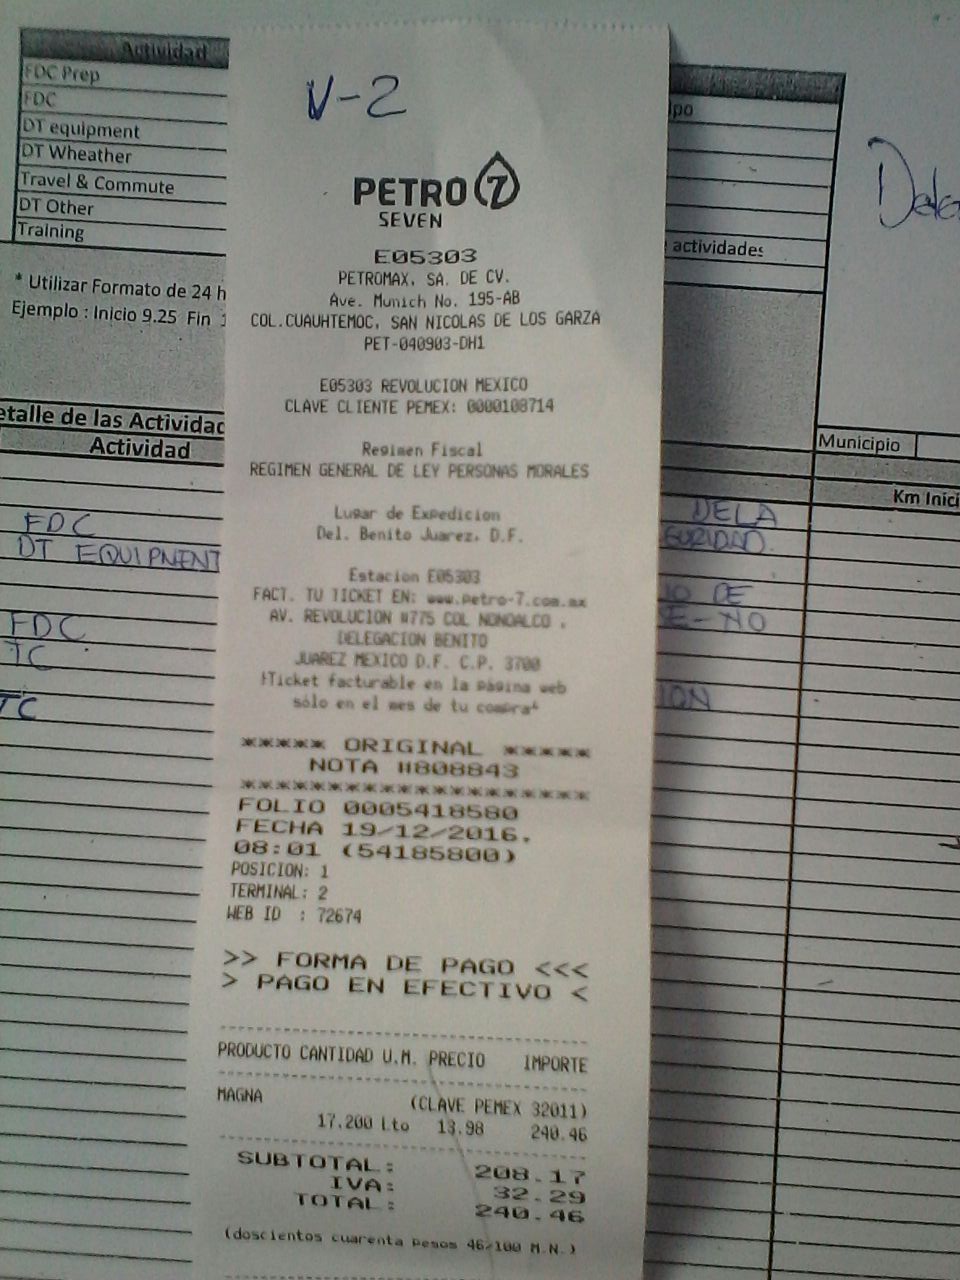 Actividad
FDC Prep
FDC
DT equipment
DT Wheather
Travel & Commute
DT Other
Training
* Utilizar Formato de 24 h
Ejemplo : Inicio 9.25 Fin 1
etalle de las Actividad
Actividad
FDC
DT EQUIPMENT
FDC
TC
TC
V-2
PETRO 7
SEVEN
E05303
PETROMAX, SA. DE CV.
Ave. Munich No. 195-AB
COL.CUAUHTEMOC, SAN NICOLAS DE LOS GARZA
PET-040903-DH1
E05303 REVOLUCION MEXICO
CLAVE CLIENTE PEMEX: 0000108714
Regimen Fiscal
REGIMEN GENERAL DE LEY PERSONAS MORALES
Lugar de Expedicion
Del. Benito Juarez, D.F.
Estacion E05303
FACT. TU TICKET EN: www.petro-7.com.mx
AV. REVOLUCION #775 COL NONOALCO ,
DELEGACION BENITO
JUAREZ MEXICO D.F. C.P. 3700
!Ticket facturable en la página web
sólo en el mes de tu compra
***** ORIGINAL *****
NOTA #808843
********************
FOLIO 0005418580
FECHA 19/12/2016,
08:01 (54185800)
POSICION: 1
TERMINAL: 2
WEB ID : 72674
>> FORMA DE PAGO <<<
> PAGO EN EFECTIVO <
PRODUCTO CANTIDAD U.M. PRECIO IMPORTE
MAGNA (CLAVE PEMEX 32011)
17.200 Lto 13.98 240.46
SUBTOTAL: 208.17
IVA: 32.29
TOTAL: 240.46
(doscientos cuarenta pesos 46/100 M.N.)
po
actividades
Municipio
Km Inici
DELA
GURIDAD.
IO DE
SE-NO
ION